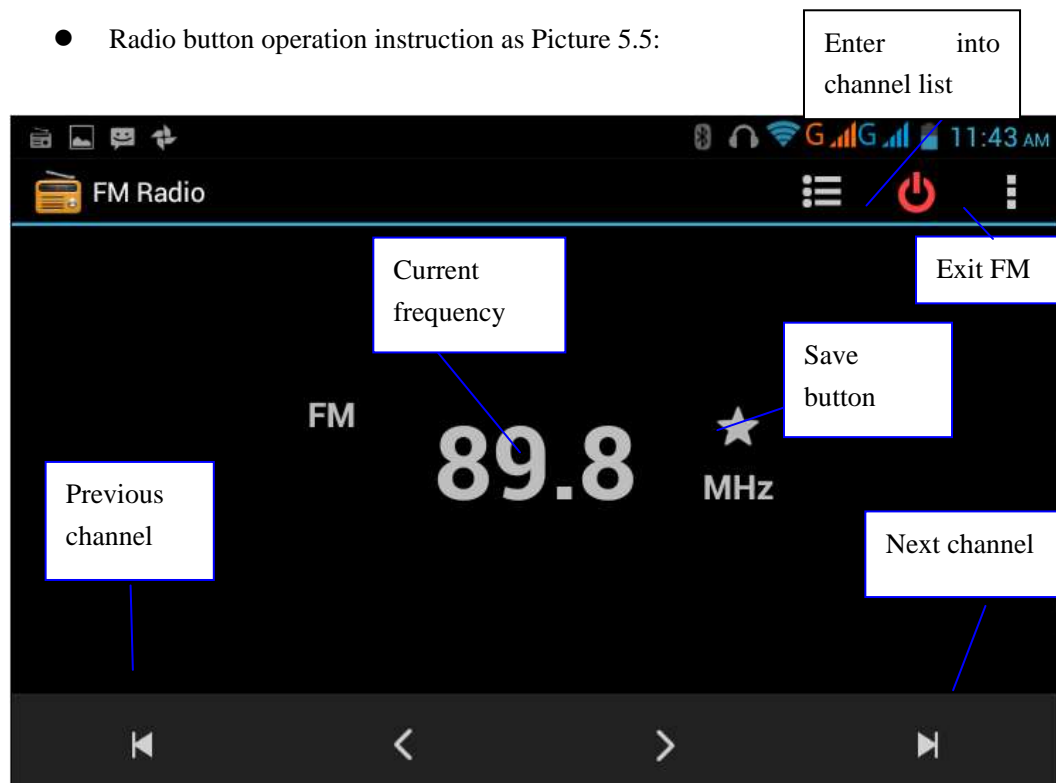 ● Radio button operation instruction as Picture 5.5:
Enter into
channel list
G G 11:43 AM
FM Radio
Exit FM
Current
frequency
Save
button
FM
89.8
MHz
Previous
channel
Next channel